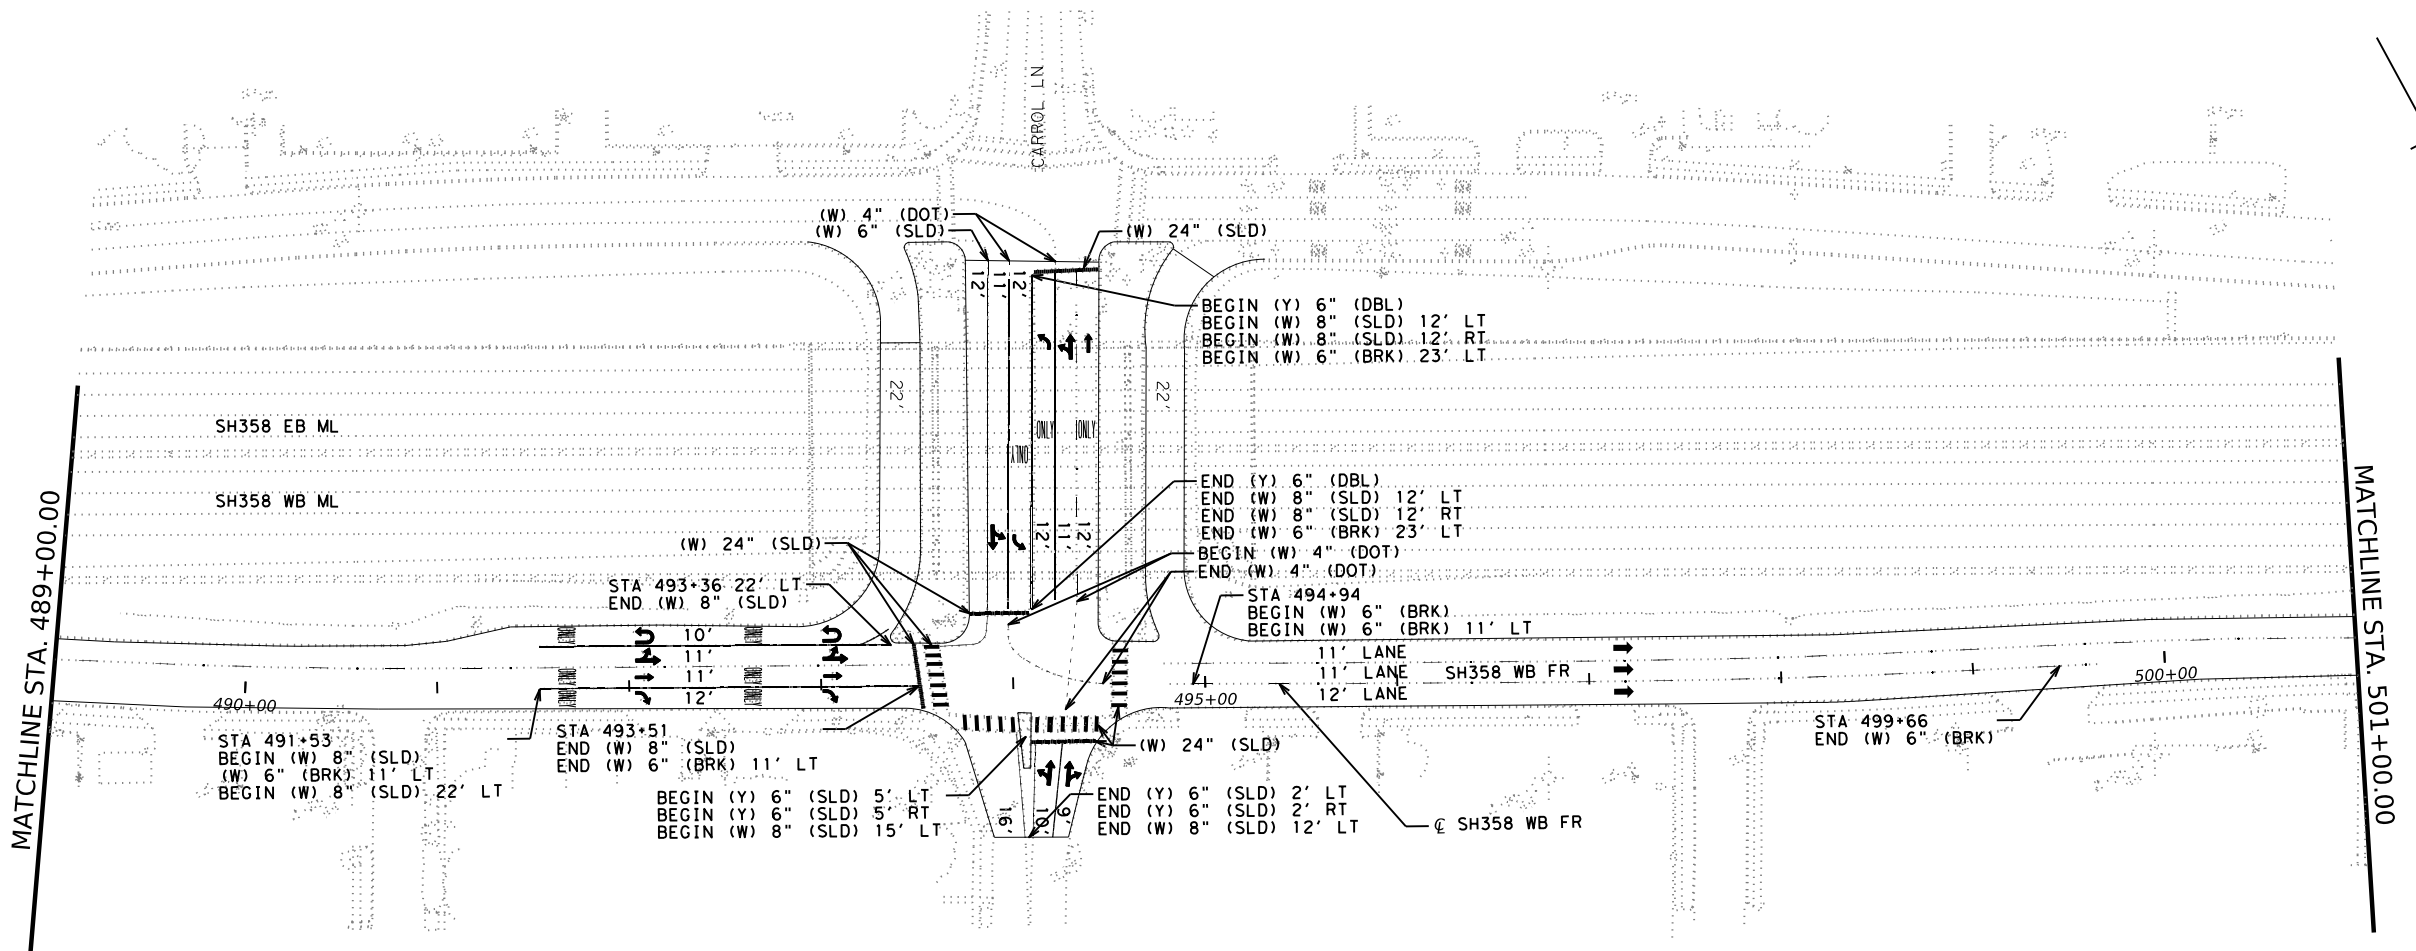 CARROL LN
(W) 4" (DOT)
(W) 6" (SLD)
(W) 24" (SLD)
12'
11'
12'
BEGIN (Y) 6" (DBL)
BEGIN (W) 8" (SLD) 12' LT
BEGIN (W) 8" (SLD) 12' RT
BEGIN (W) 6" (BRK) 23' LT
22'
22'
SH358 EB ML
SH358 WB ML
ONLY
ONLY
ONLY
END (Y) 6" (DBL)
END (W) 8" (SLD) 12' LT
END (W) 8" (SLD) 12' RT
END (W) 6" (BRK) 23' LT
12'
11'
12'
BEGIN (W) 4" (DOT)
END (W) 4" (DOT)
(W) 24" (SLD)
STA 493+36 22' LT
END (W) 8" (SLD)
STA 494+94
BEGIN (W) 6" (BRK)
BEGIN (W) 6" (BRK) 11' LT
MATCHLINE STA. 489+00.00
MATCHLINE STA. 501+00.00
ONLY
ONLY
10'
11'
11'
12'
ONLY
ONLY
ONLY
ONLY
11' LANE
11' LANE
12' LANE
SH358 WB FR
490+00
495+00
500+00
STA 491+53
BEGIN (W) 8" (SLD)
(W) 6" (BRK) 11' LT
BEGIN (W) 8" (SLD) 22' LT
STA 493+51
END (W) 8" (SLD)
END (W) 6" (BRK) 11' LT
(W) 24" (SLD)
STA 499+66
END (W) 6" (BRK)
BEGIN (Y) 6" (SLD) 5' LT
BEGIN (Y) 6" (SLD) 5' RT
BEGIN (W) 8" (SLD) 15' LT
16'
10'
9'
END (Y) 6" (SLD) 2' LT
END (Y) 6" (SLD) 2' RT
END (W) 8" (SLD) 12' LT
℄ SH358 WB FR